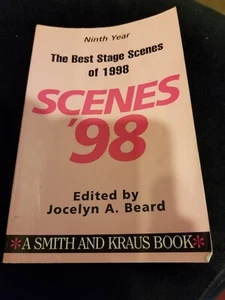 Ninth Year
The Best Stage Scenes
of 1998
SCENES
'98
Edited by
Jocelyn A. Beard
*A SMITH AND KRAUS BOOK*